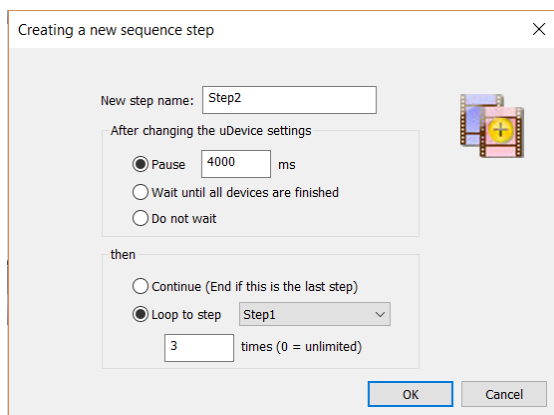 Creating a new sequence step
New step name: Step2
After changing the uDevice settings
Pause 4000 ms
Wait until all devices are finished
Do not wait
then
Continue (End if this is the last step)
Loop to step Step1
3 times (0 = unlimited)
OK Cancel